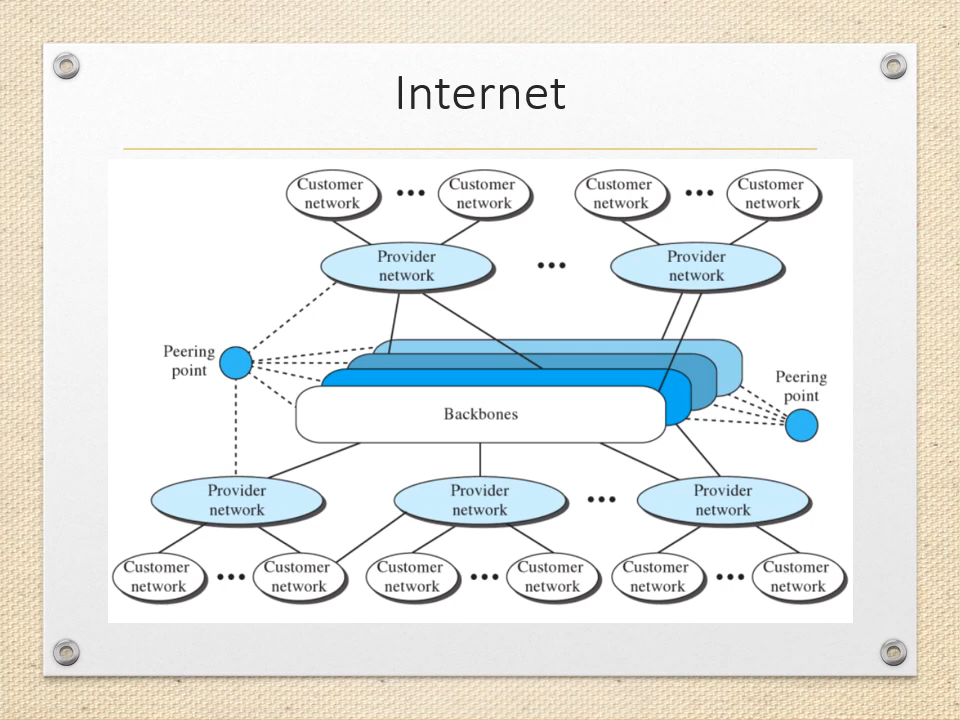 Internet
Customer
network
•••
Customer
network
Customer
network
•••
Customer
network
Provider
network
•••
Provider
network
Peering
point
Peering
point
Backbones
Provider
network
Provider
network
•••
Provider
network
Customer
network
•••
Customer
network
Customer
network
•••
Customer
network
Customer
network
•••
Customer
network